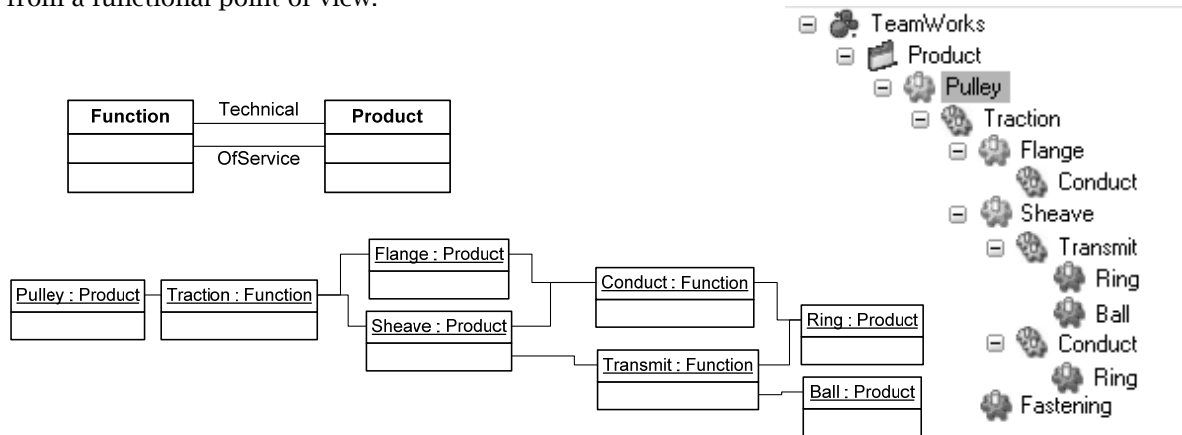 from a functional point of view.
Function
Technical
Product
OfService
Pulley : Product
Traction : Function
Flange : Product
Sheave : Product
Conduct : Function
Transmit : Function
Ring : Product
Ball : Product
TeamWorks
Product
Pulley
Traction
Flange
Conduct
Sheave
Transmit
Ring
Ball
Conduct
Ring
Fastening